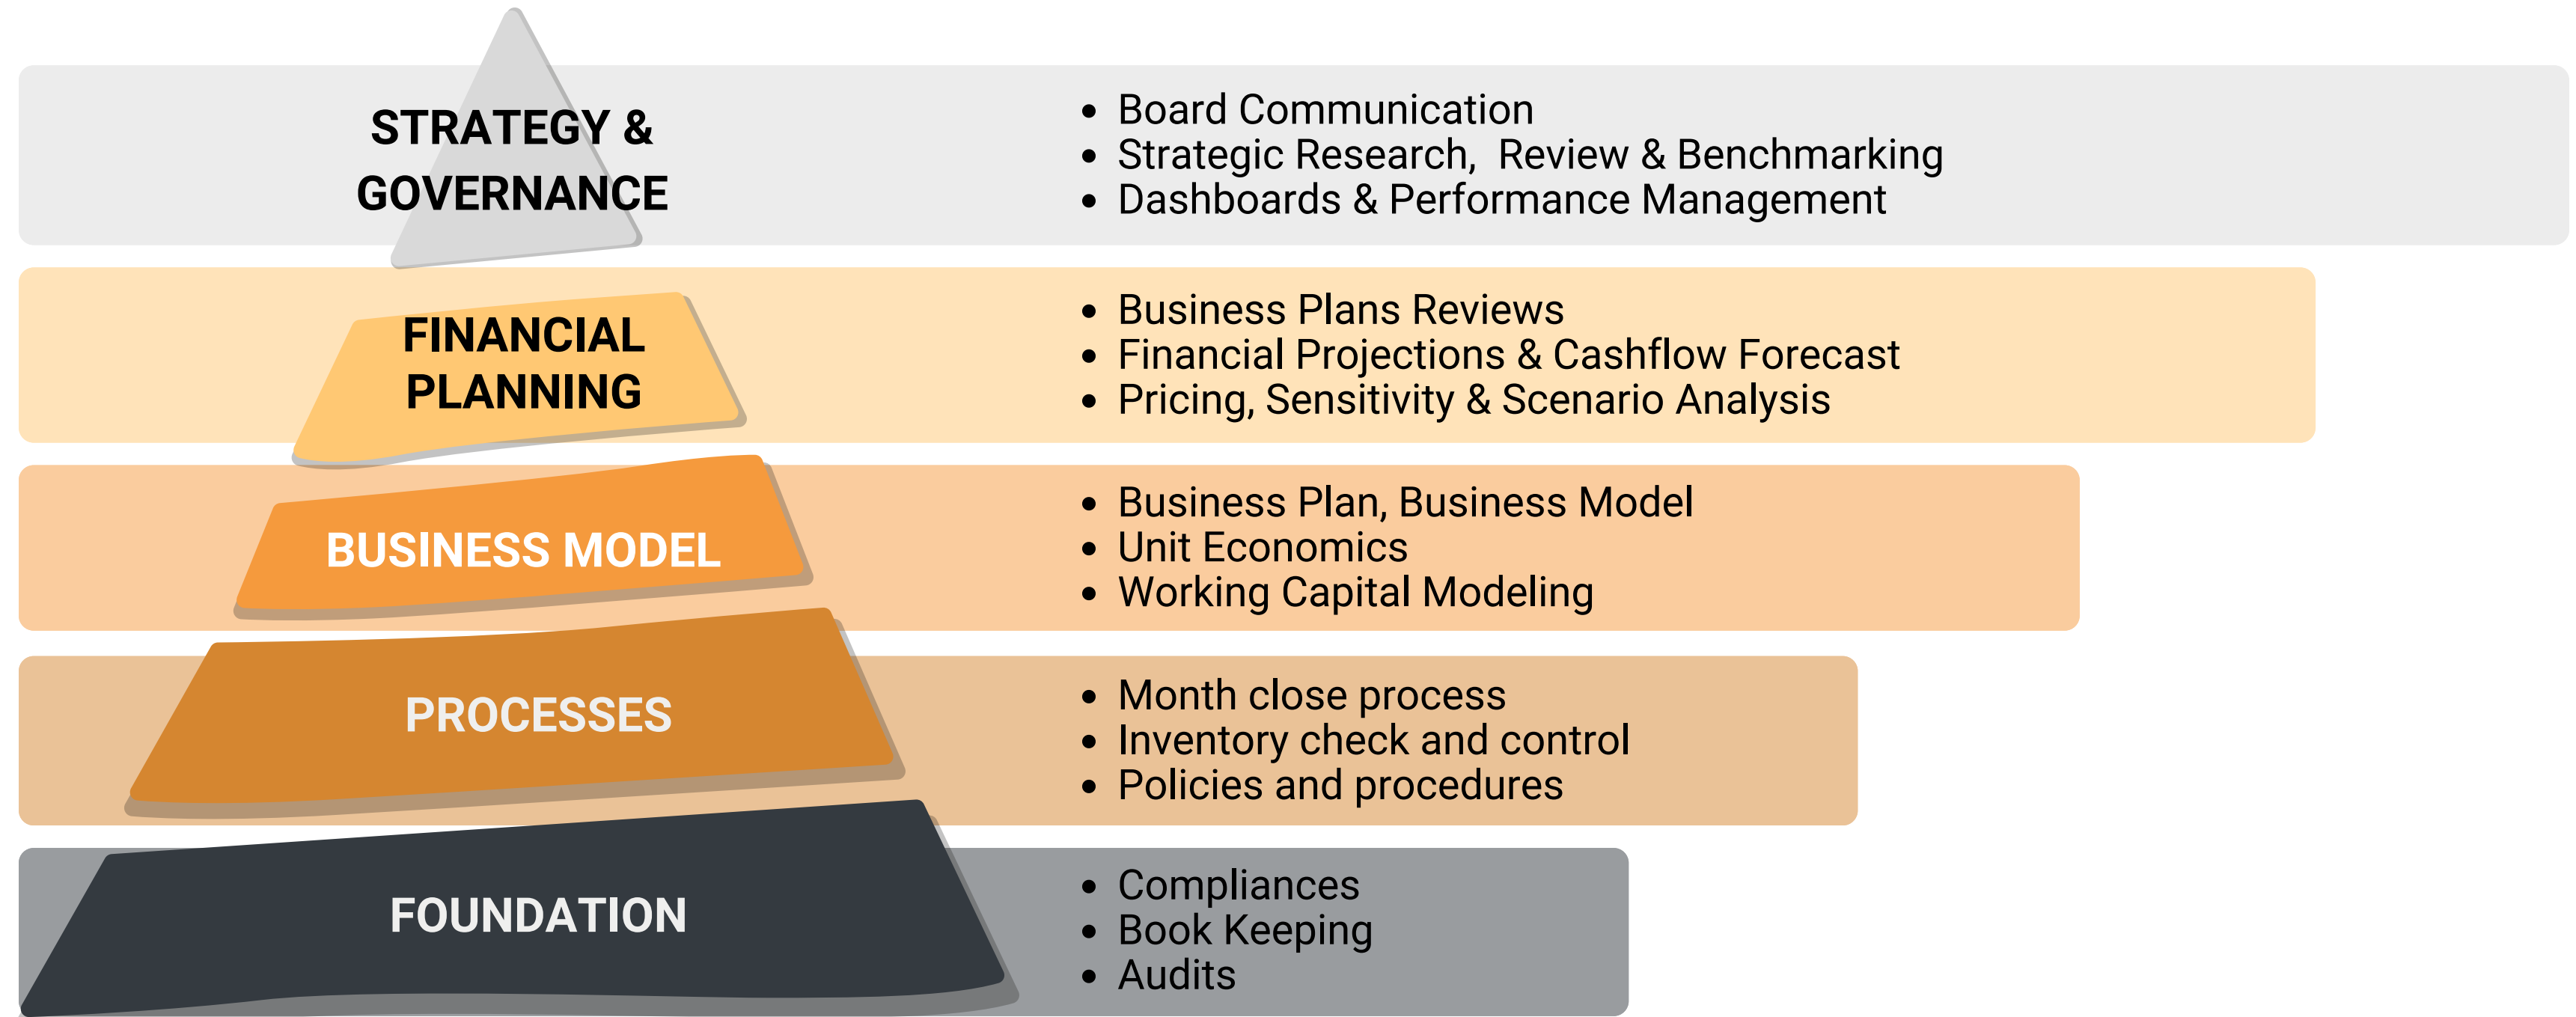 STRATEGY &
GOVERNANCE
• Board Communication
• Strategic Research,  Review & Benchmarking
• Dashboards & Performance Management
FINANCIAL
PLANNING
• Business Plans Reviews
• Financial Projections & Cashflow Forecast
• Pricing, Sensitivity & Scenario Analysis
BUSINESS MODEL
• Business Plan, Business Model
• Unit Economics
• Working Capital Modeling
PROCESSES
• Month close process
• Inventory check and control
• Policies and procedures
FOUNDATION
• Compliances
• Book Keeping
• Audits